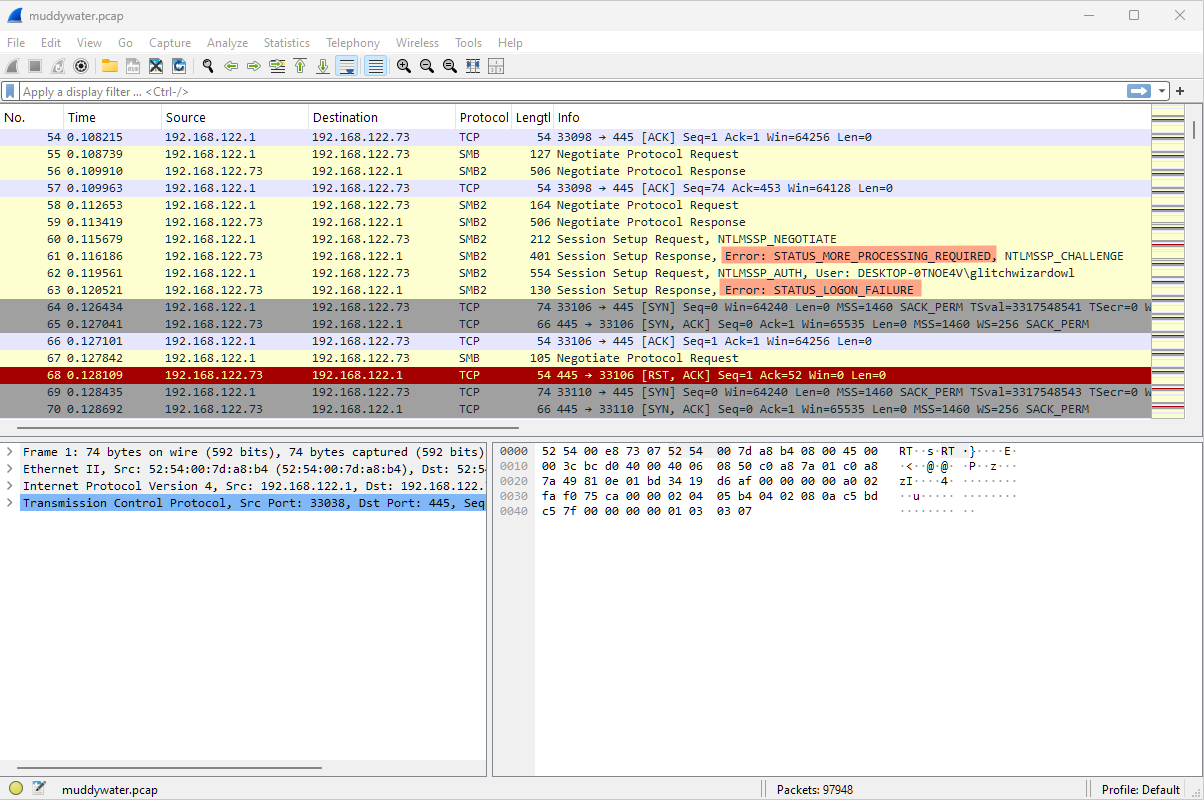 muddywater.pcap
File Edit View Go Capture Analyze Statistics Telephony Wireless Tools Help
Apply a display filter ... <Ctrl-/>
No. Time Source Destination Protocol Lengtl Info
54 0.108215 192.168.122.1 192.168.122.73 TCP 54 33098 → 445 [ACK] Seq=1 Ack=1 Win=64256 Len=0
55 0.108739 192.168.122.1 192.168.122.73 SMB 127 Negotiate Protocol Request
56 0.109910 192.168.122.73 192.168.122.1 SMB2 506 Negotiate Protocol Response
57 0.109963 192.168.122.1 192.168.122.73 TCP 54 33098 → 445 [ACK] Seq=74 Ack=453 Win=64128 Len=0
58 0.112653 192.168.122.1 192.168.122.73 SMB2 164 Negotiate Protocol Request
59 0.113419 192.168.122.73 192.168.122.1 SMB2 506 Negotiate Protocol Response
60 0.115679 192.168.122.1 192.168.122.73 SMB2 212 Session Setup Request, NTLMSSP_NEGOTIATE
61 0.116186 192.168.122.73 192.168.122.1 SMB2 401 Session Setup Response, Error: STATUS_MORE_PROCESSING_REQUIRED, NTLMSSP_CHALLENGE
62 0.119561 192.168.122.1 192.168.122.73 SMB2 554 Session Setup Request, NTLMSSP_AUTH, User: DESKTOP-0TNOE4V\glitchwizardowl
63 0.120521 192.168.122.73 192.168.122.1 SMB2 130 Session Setup Response, Error: STATUS_LOGON_FAILURE
64 0.126434 192.168.122.1 192.168.122.73 TCP 74 33106 → 445 [SYN] Seq=0 Win=64240 Len=0 MSS=1460 SACK_PERM TSval=3317548541 TSecr=0 W
65 0.127041 192.168.122.73 192.168.122.1 TCP 66 445 → 33106 [SYN, ACK] Seq=0 Ack=1 Win=65535 Len=0 MSS=1460 WS=256 SACK_PERM
66 0.127101 192.168.122.1 192.168.122.73 TCP 54 33106 → 445 [ACK] Seq=1 Ack=1 Win=64256 Len=0
67 0.127842 192.168.122.1 192.168.122.73 SMB 105 Negotiate Protocol Request
68 0.128109 192.168.122.73 192.168.122.1 TCP 54 445 → 33106 [RST, ACK] Seq=1 Ack=52 Win=0 Len=0
69 0.128435 192.168.122.1 192.168.122.73 TCP 74 33110 → 445 [SYN] Seq=0 Win=64240 Len=0 MSS=1460 SACK_PERM TSval=3317548543 TSecr=0 W
70 0.128692 192.168.122.73 192.168.122.1 TCP 66 445 → 33110 [SYN, ACK] Seq=0 Ack=1 Win=65535 Len=0 MSS=1460 WS=256 SACK_PERM
Frame 1: 74 bytes on wire (592 bits), 74 bytes captured (592 bits)
Ethernet II, Src: 52:54:00:7d:a8:b4 (52:54:00:7d:a8:b4), Dst: 52:54
Internet Protocol Version 4, Src: 192.168.122.1, Dst: 192.168.122.
Transmission Control Protocol, Src Port: 33038, Dst Port: 445, Seq
0000 52 54 00 e8 73 07 52 54 00 7d a8 b4 08 00 45 00 RT··s·RT ·}····E·
0010 00 3c bc d0 40 00 40 06 08 50 c0 a8 7a 01 c0 a8 ·<··@·@· ·P··z···
0020 7a 49 81 0e 01 bd 34 19 d6 af 00 00 00 00 a0 02 zI····4· ········
0030 fa f0 75 ca 00 00 02 04 05 b4 04 02 08 0a c5 bd ··u····· ········
0040 c5 7f 00 00 00 00 01 03 03 07 ········ ··
muddywater.pcap
Packets: 97948
Profile: Default